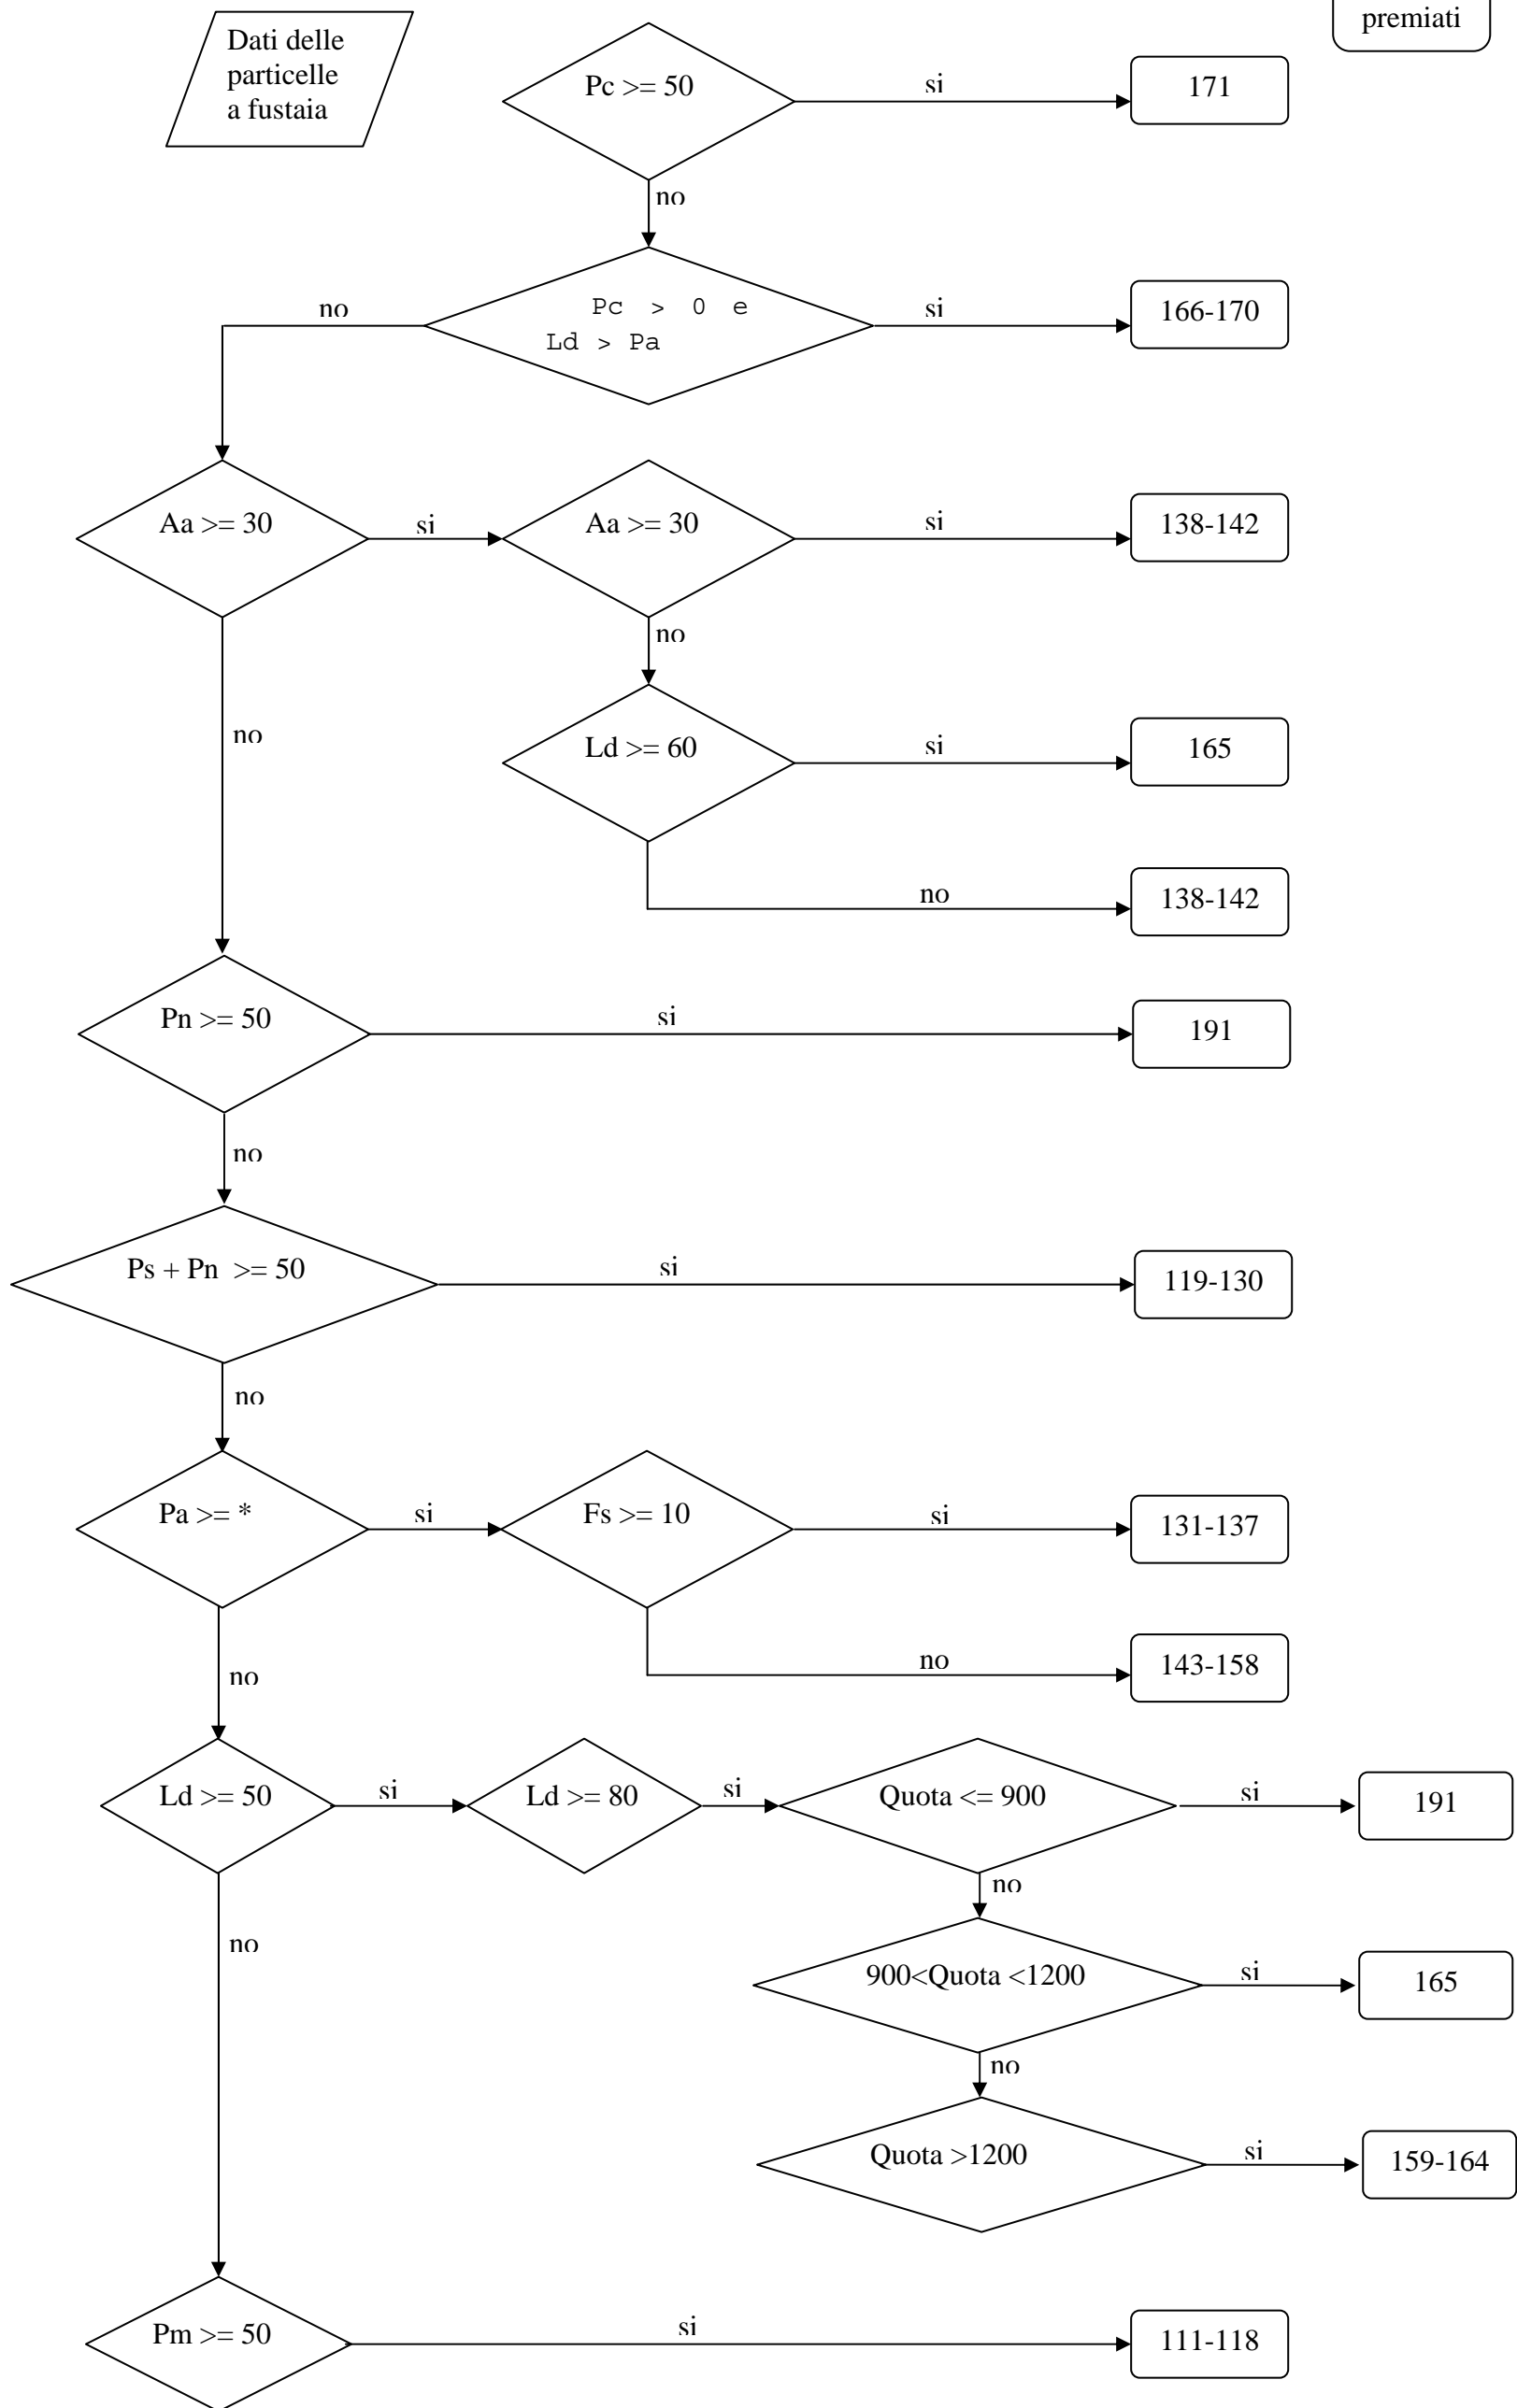 premiati
Dati delle
particelle
a fustaia
Pc >= 50
si
171
no
Pc > 0 e
Ld > Pa
no
si
166-170
Aa >= 30
si
Aa >= 30
si
138-142
no
no
Ld >= 60
si
165
no
138-142
Pn >= 50
si
191
no
Ps + Pn >= 50
si
119-130
no
Pa >= *
si
Fs >= 10
si
131-137
no
no
143-158
Ld >= 50
si
Ld >= 80
si
Quota <= 900
si
191
no
no
900<Quota <1200
si
165
no
Quota >1200
si
159-164
Pm >= 50
si
111-118